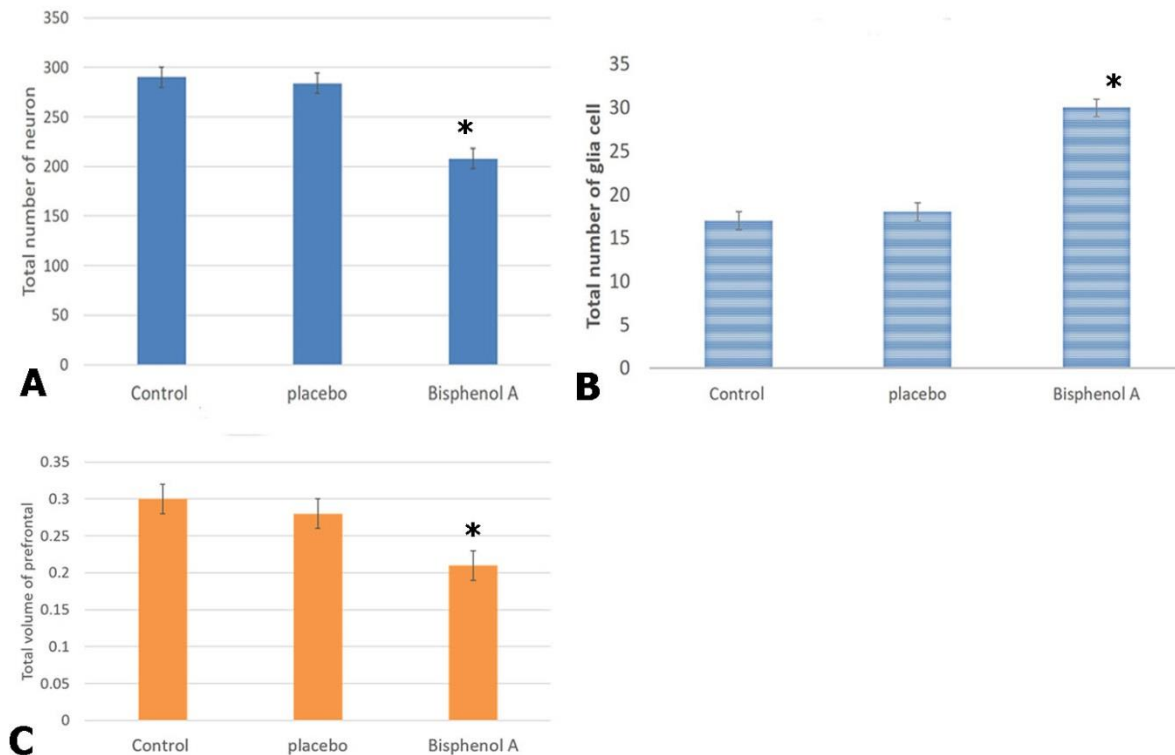 Total number of neuron
350
300
250
200
150
100
50
0
*
Control
placebo
Bisphenol A
A
Total number of glia cell
35
30
25
20
15
10
5
0
*
Control
placebo
Bisphenol A
B
Total volume of prefrontal
0.35
0.3
0.25
0.2
0.15
0.1
0.05
0
*
Control
placebo
Bisphenol A
C